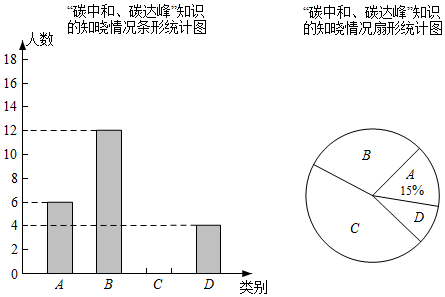 “碳中和、碳达峰”知识
的知晓情况条形统计图
人数
18
16
14
12
10
8
6
4
2
0
A B C D 类别
“碳中和、碳达峰”知识
的知晓情况扇形统计图
B
A
15%
D
C